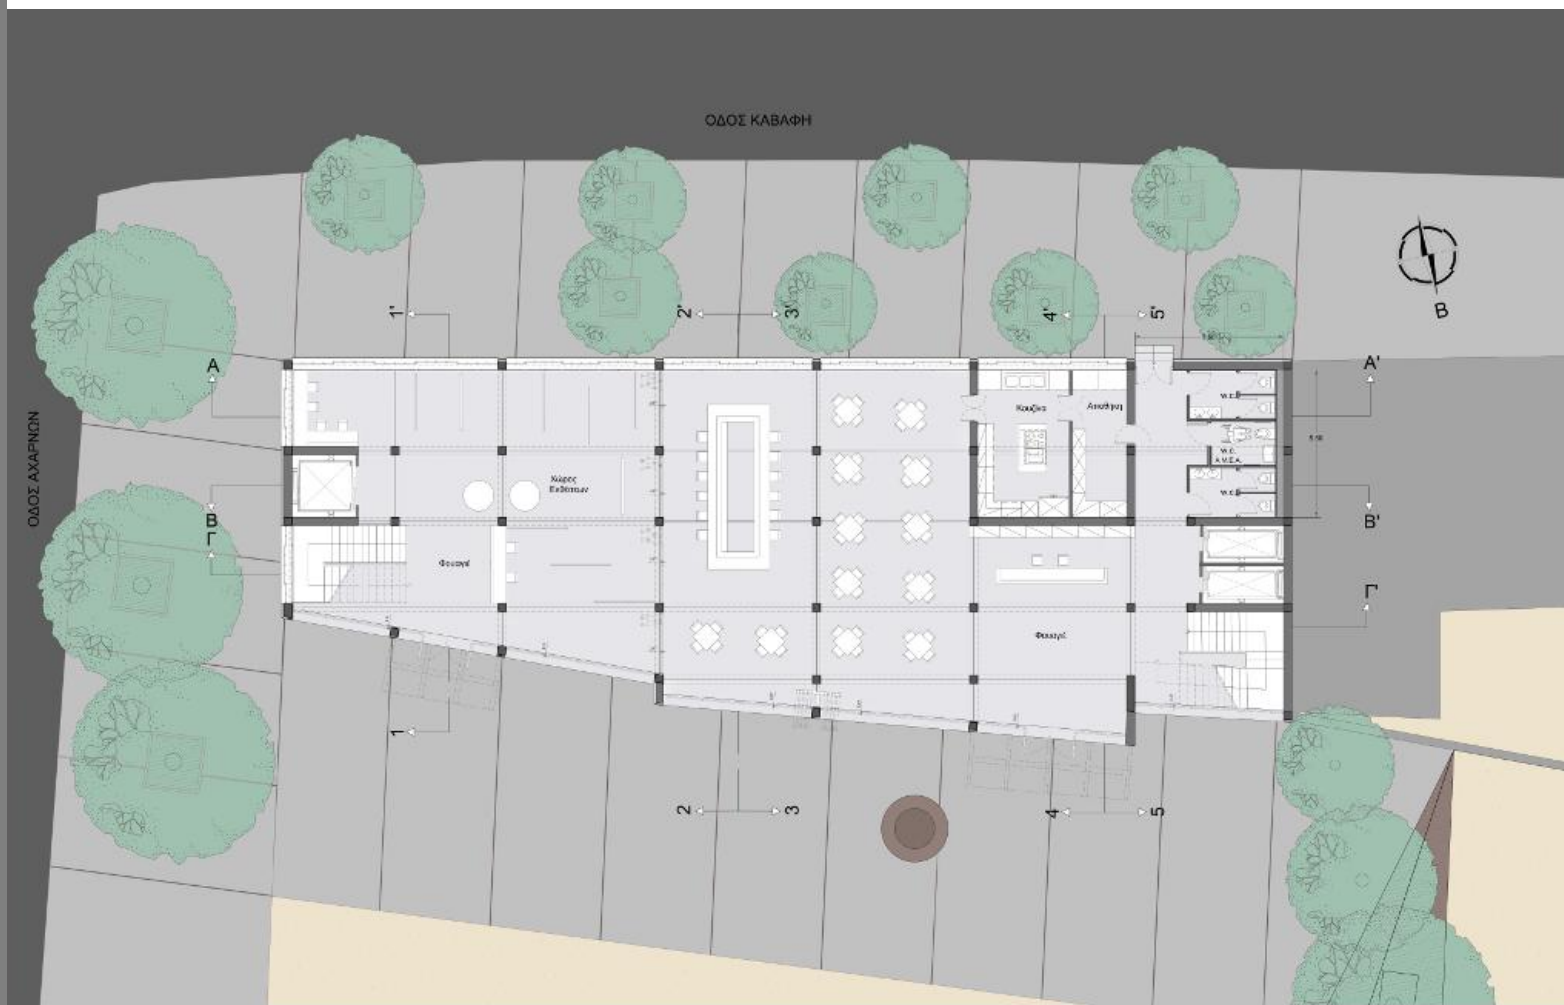 ΟΔΟΣ ΚΑΒΑΦΗ
ΟΔΟΣ ΑΧΑΡΝΩΝ
Β
1'
2'
3'
4'
5'
Α
Α'
Β
Β'
Γ
Γ'
Κουζίνα
Αποθήκη
W.C.
W.C.
Α.Μ.Ε.Α.
W.C.
Χώρος
Εκθέσεων
Φουαγιέ
Φουαγιέ
1
2
3
4
5